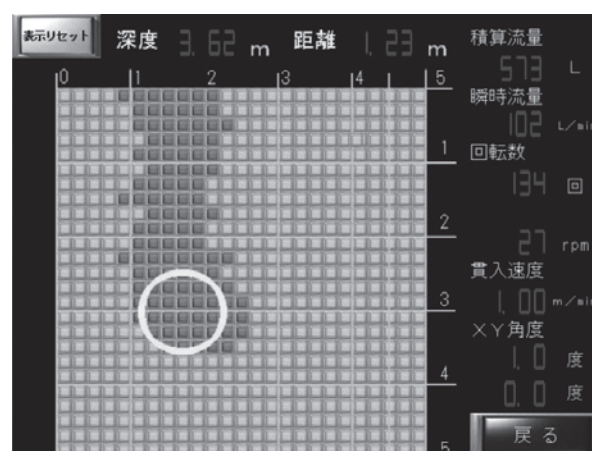 表示リセット 深度 3.62 m 距離 1.23 m
積算流量
573 L
瞬時流量
102 L/min
回転数
134 回
27 rpm
貫入速度
1.00 m/min
XY角度
1.0 度
0.0 度
戻る
0 1 2 3 4 5
1
2
3
4
5